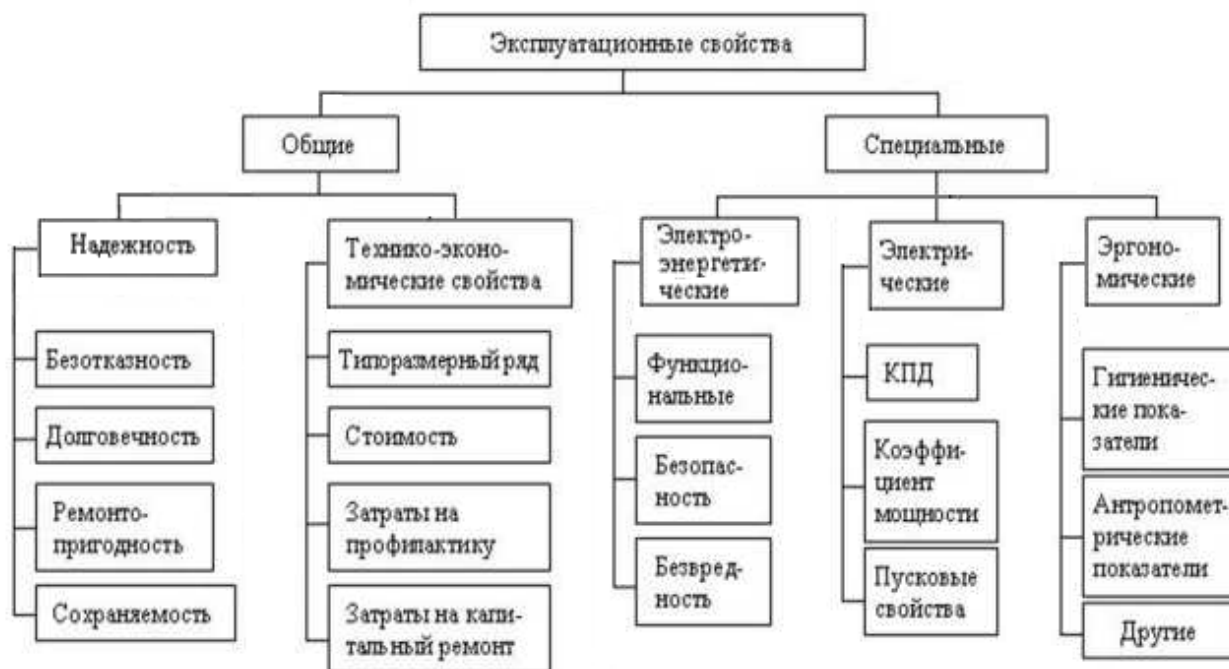 Эксплуатационные свойства
Общие
Специальные
Надежность
Технико-эконо-
мические свойства
Электро-
энергети-
ческие
Электри-
ческие
Эргоно-
мические
Безотказность
Типоразмерный ряд
Функцио-
нальные
КПД
Гигиеничес-
кие пока-
затели
Долговечность
Стоимость
Безопас-
ность
Коэффи-
циент
мощности
Ремонто-
пригодность
Затраты на
профилактику
Безвред-
ность
Антропомет-
рические
показатели
Сохраняемость
Затраты на капи-
тальный ремонт
Пусковые
свойства
Другие